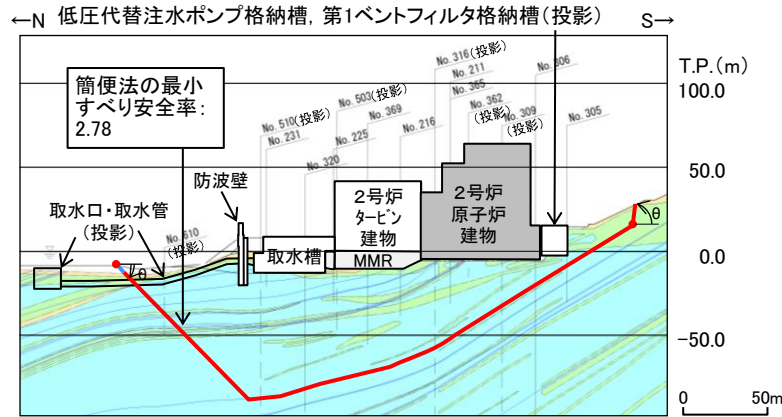 低圧代替注水ポンプ格納槽，第1ベントフィルタ格納槽（投影）
←N
S→
T.P.（m）
100.0
50.0
0.0
−50.0
0 50m
簡便法の最小
すべり安全率：
2.78
No. 316（投影）
No. 211
No. 365
No. 362
（投影）
No. 309
（投影）
No. 306
No. 305
No. 510（投影）
No. 231
No. 320
No. 503（投影）
No. 225
No. 369
No. 216
防波壁
取水口・取水管
（投影）
No. 610
（投影）
2号炉
タービン
建物
2号炉
原子炉
建物
取水槽
MMR
θ
θ